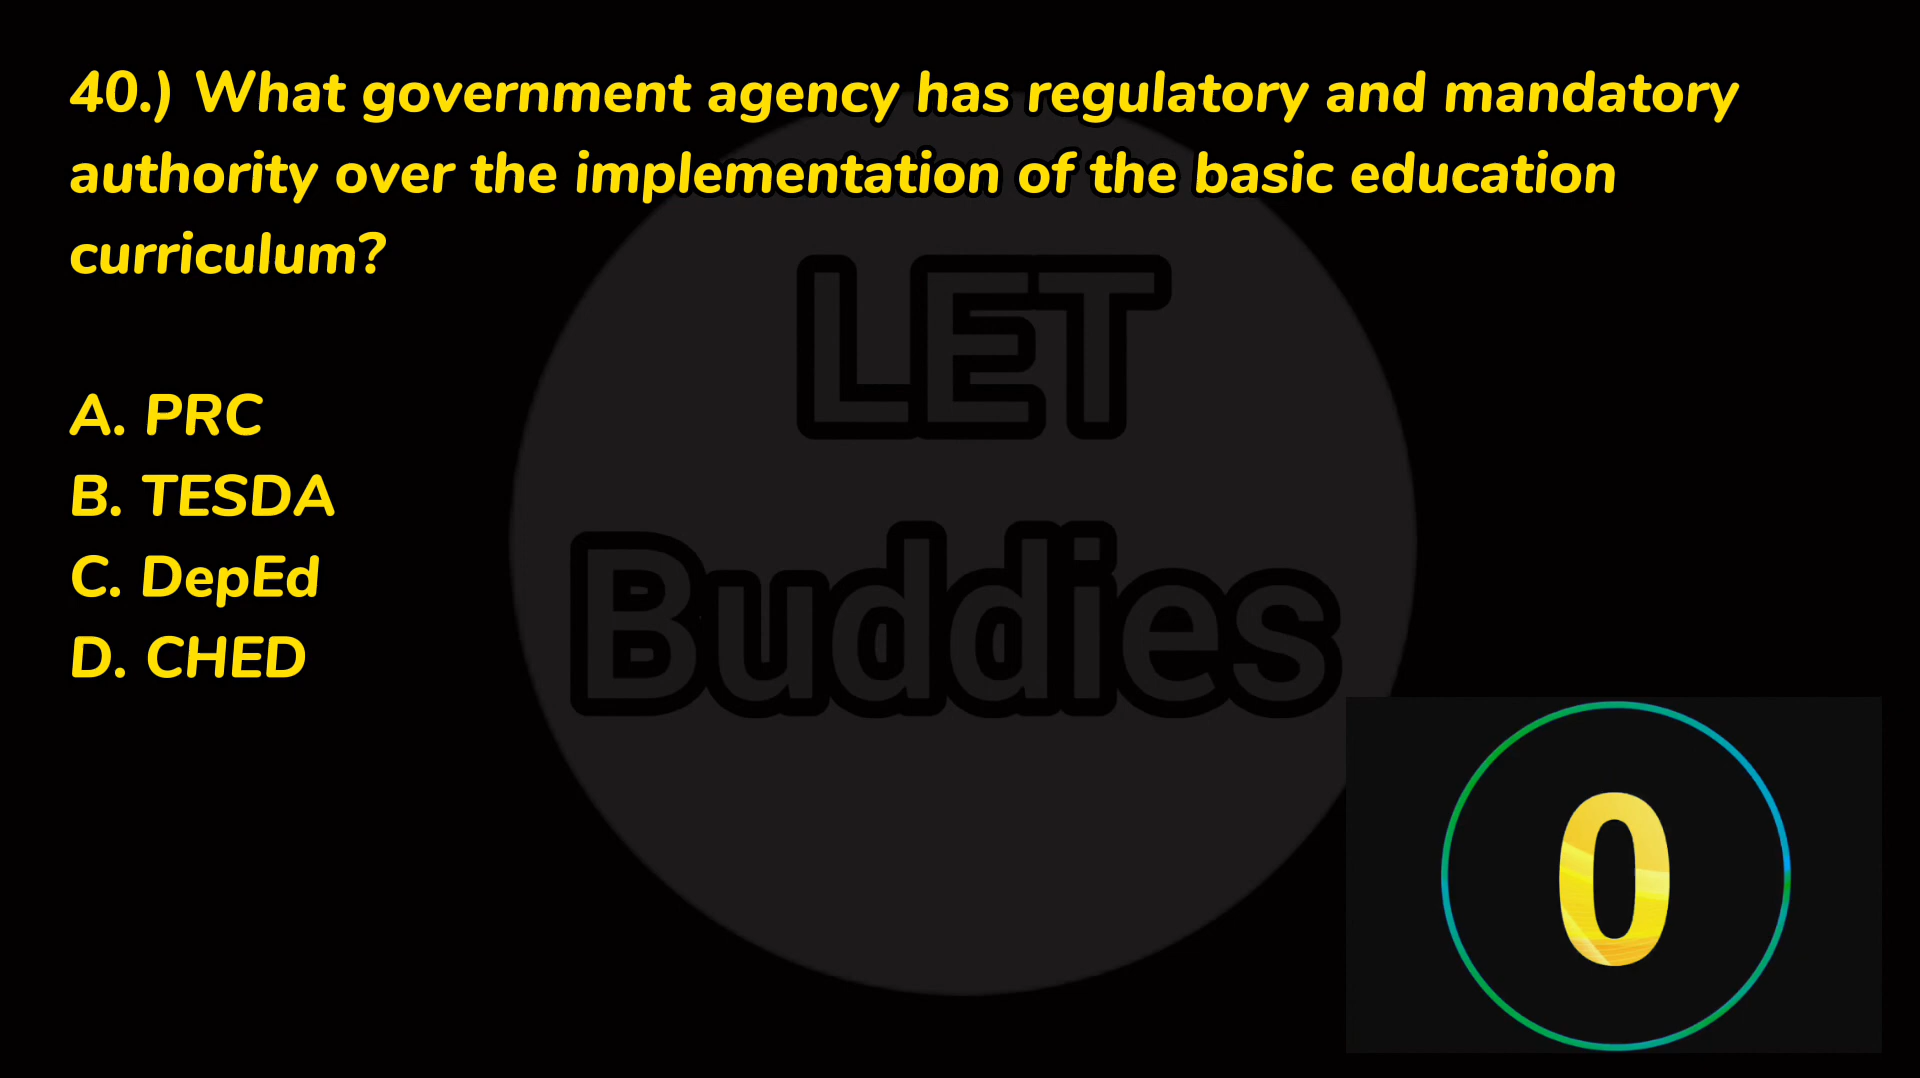 40.) What government agency has regulatory and mandatory
authority over the implementation of the basic education
curriculum?
A. PRC
B. TESDA
C. DepEd
D. CHED
LET
Buddies
0